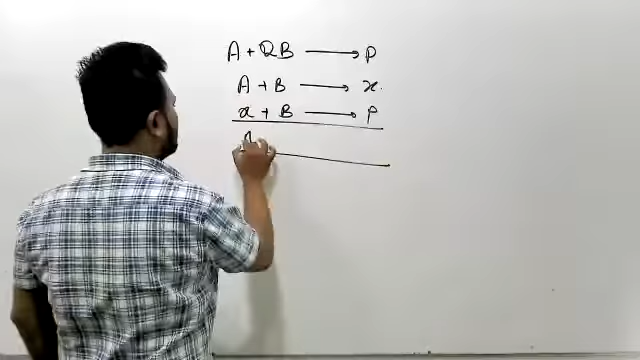 A + 2B ⟶ P
A + B ⟶ x.
x + B ⟶ P
A